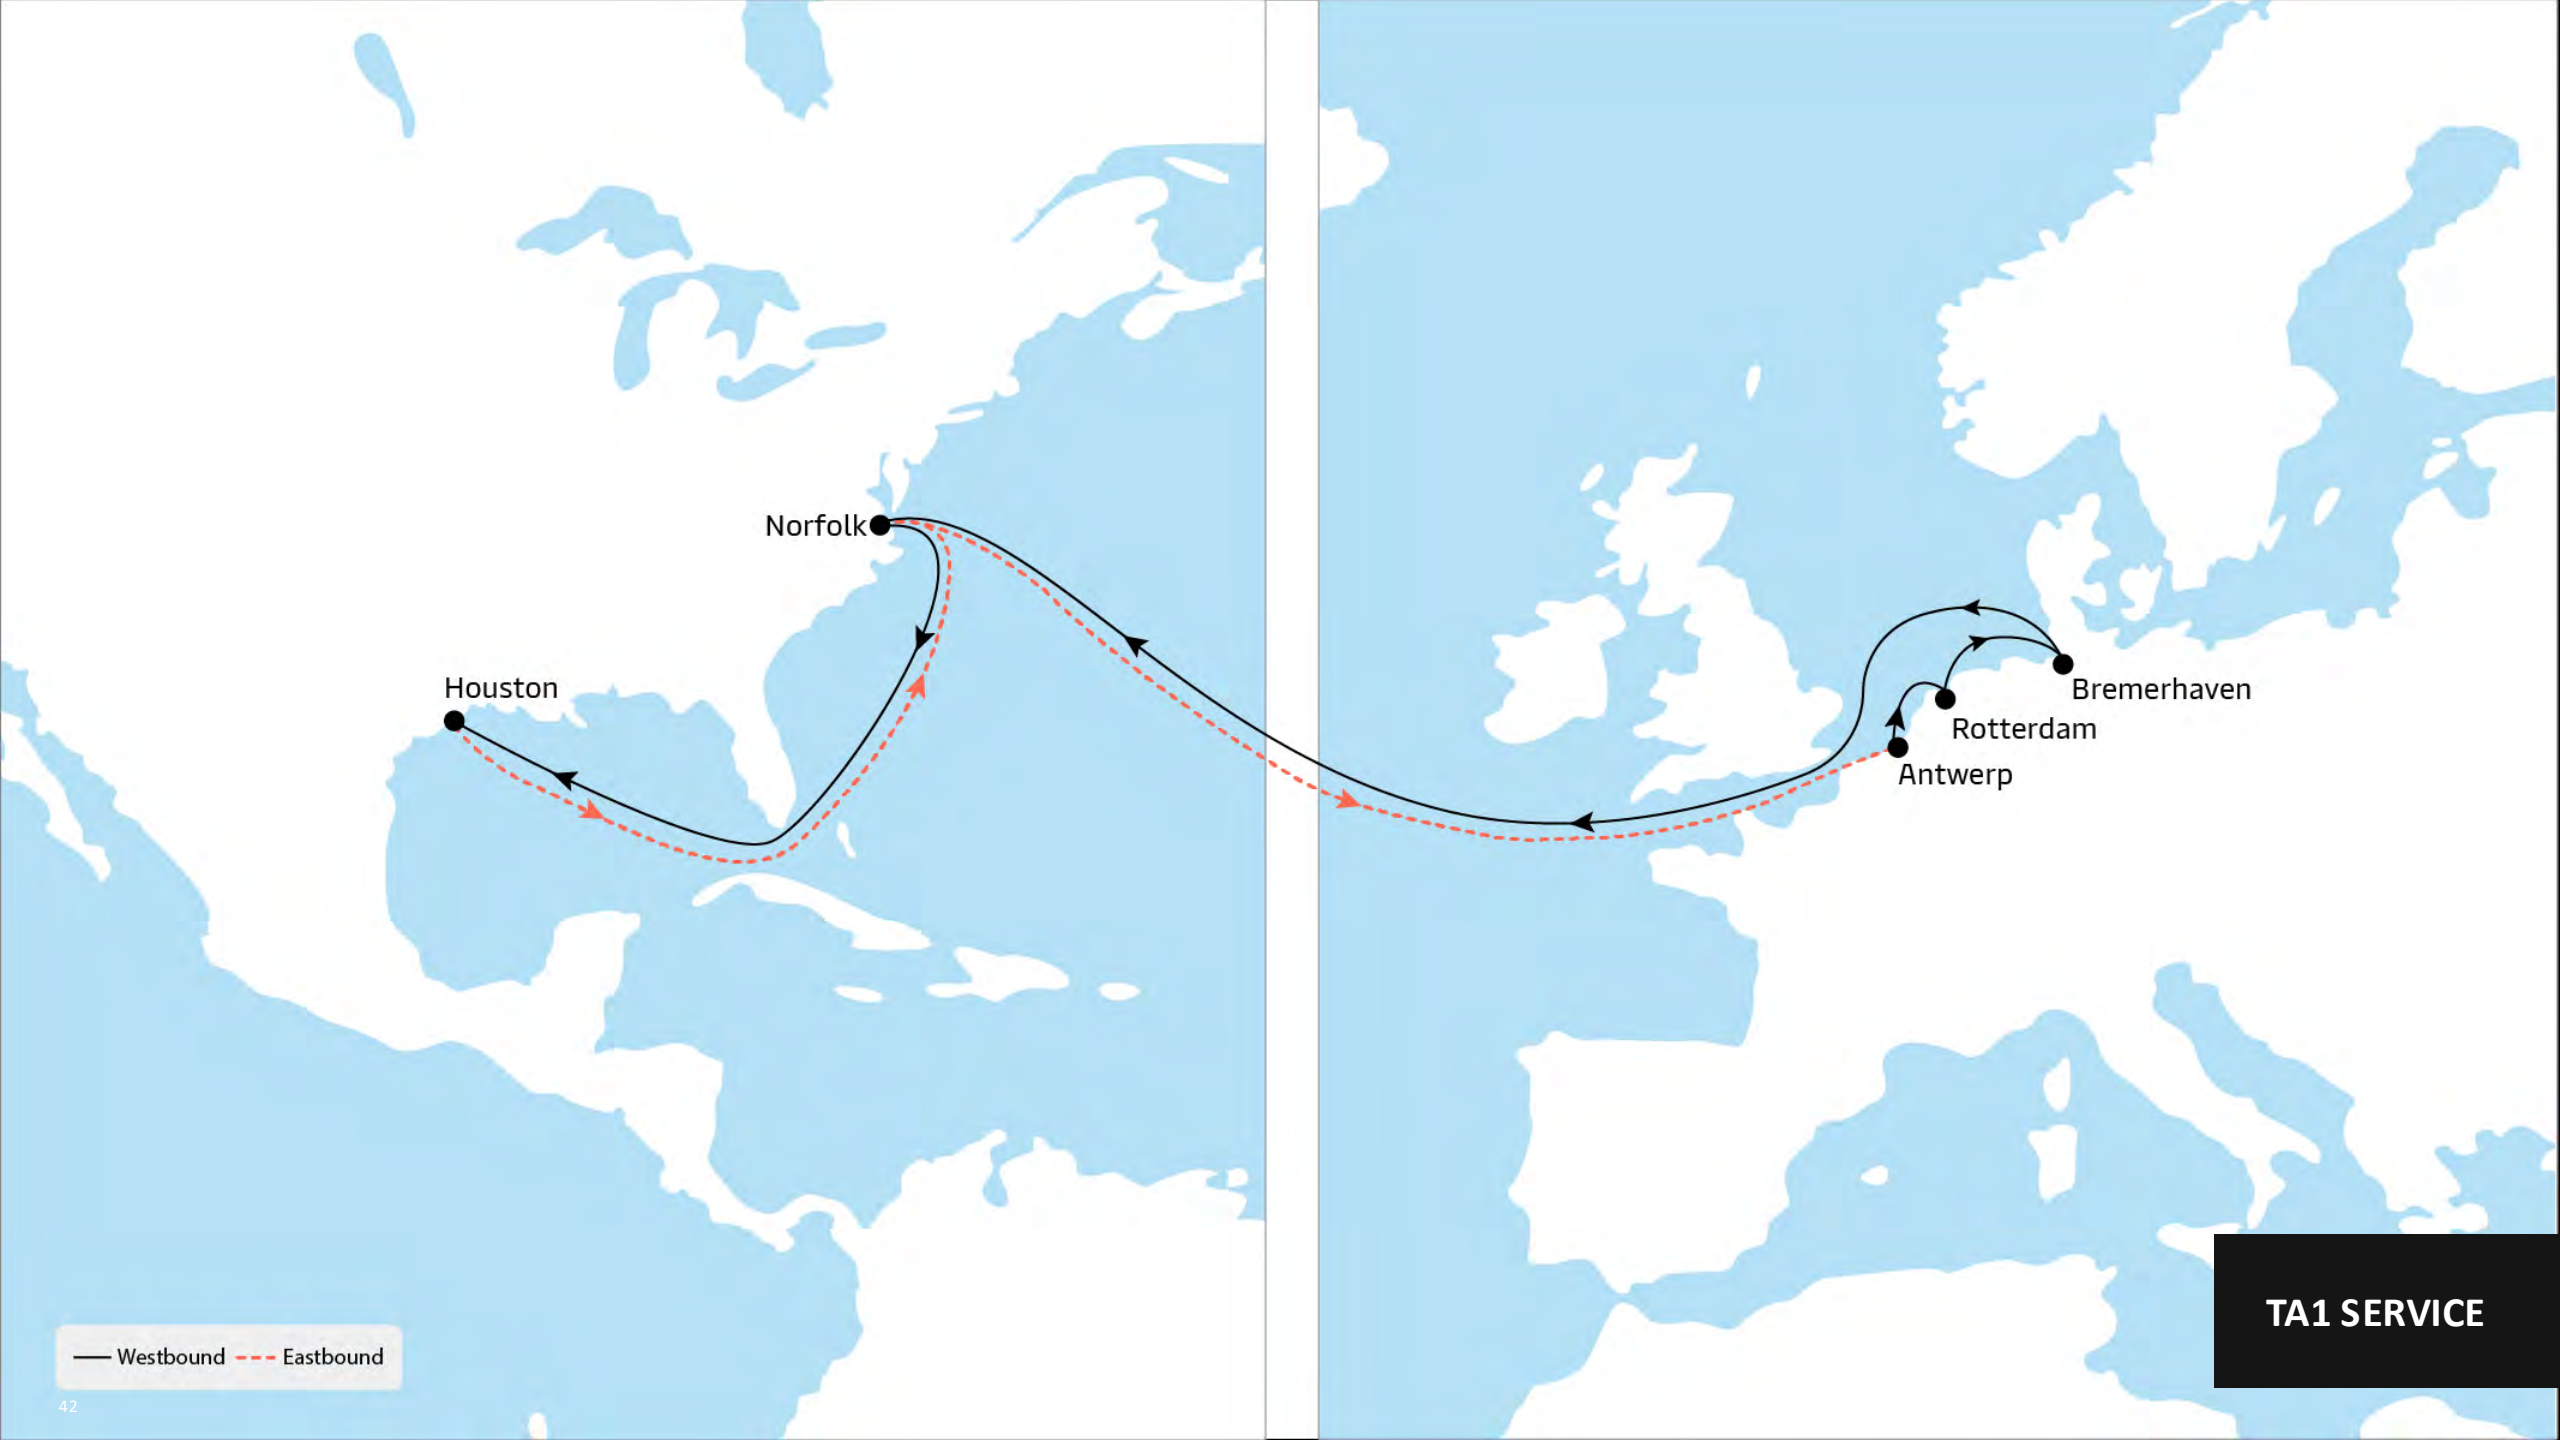 Norfolk
Houston
Bremerhaven
Rotterdam
Antwerp
TA1 SERVICE
Westbound
Eastbound
42